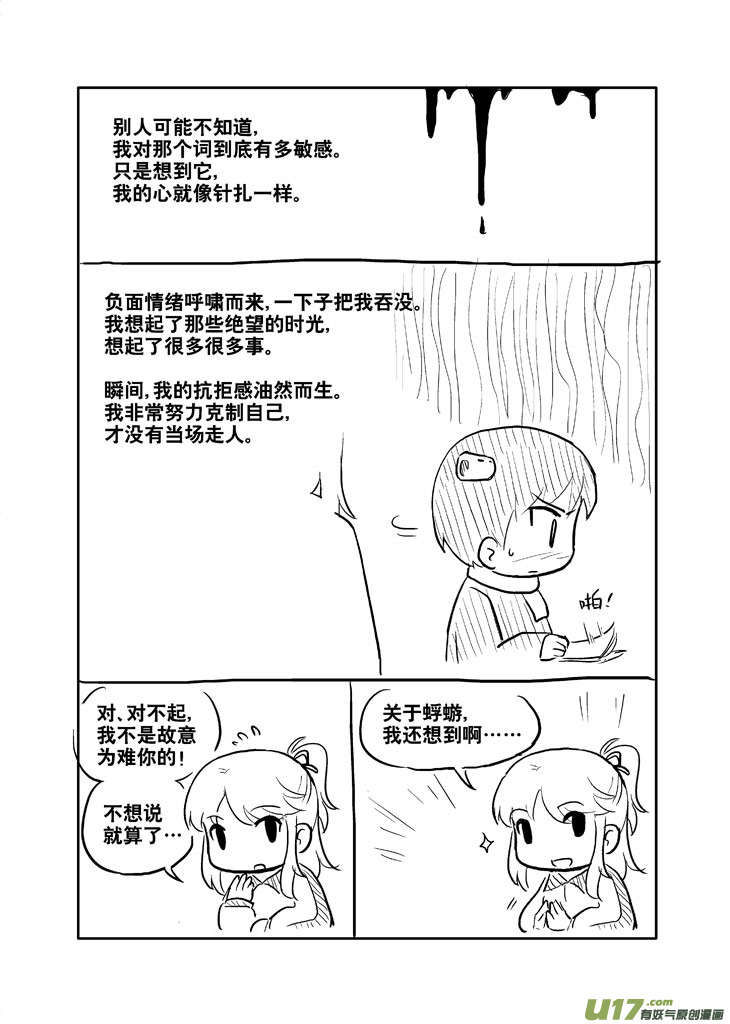 别人可能不知道,
我对那个词到底有多敏感。
只是想到它,
我的心就像针扎一样。
负面情绪呼啸而来,一下子把我吞没。
我想起了那些绝望的时光,
想起了很多很多事。
瞬间,我的抗拒感油然而生。
我非常努力克制自己,
才没有当场走人。
啪!
对、对不起,
我不是故意
为难你的!
不想说
就算了…
关于蜉蝣,
我还想到啊……
U17.com
有妖气原创漫画